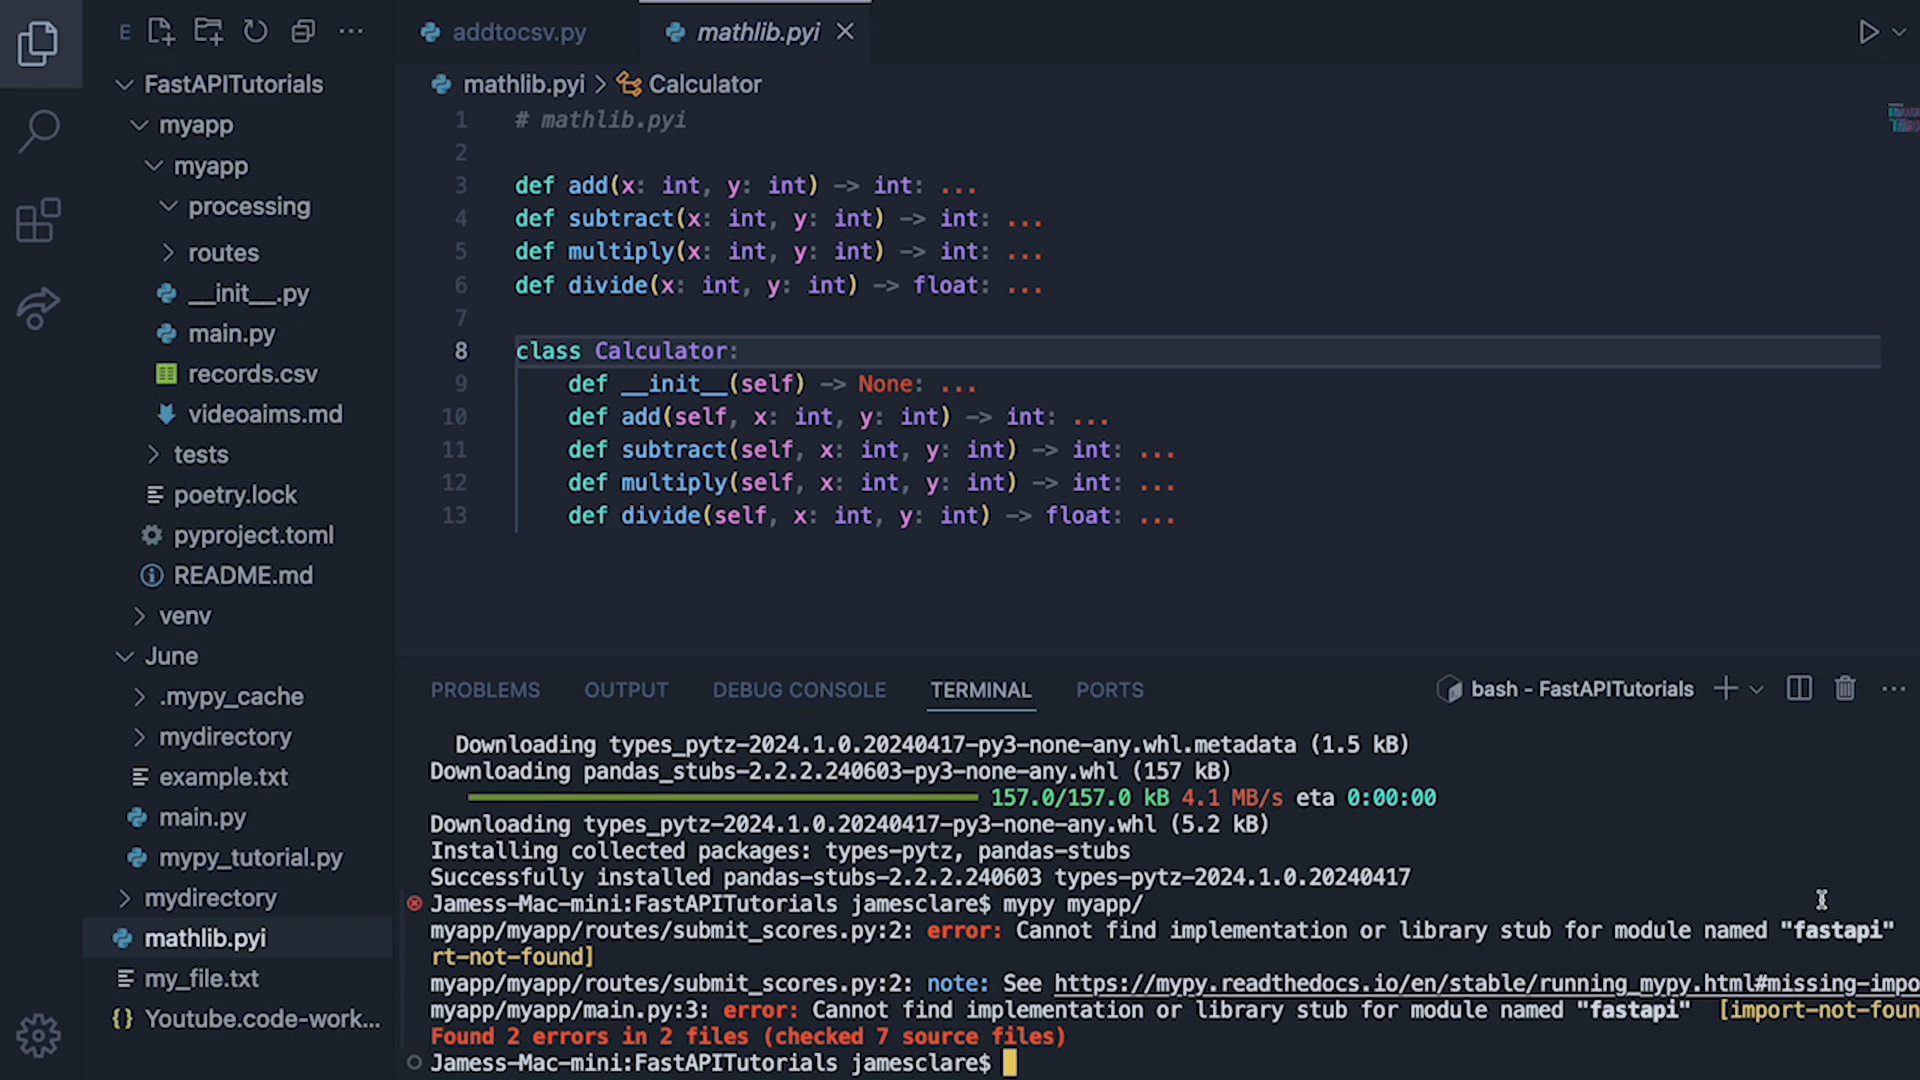 E
addtocsv.py
mathlib.pyi
FastAPITutorials
myapp
myapp
processing
routes
__init__.py
main.py
records.csv
videoaims.md
tests
poetry.lock
pyproject.toml
README.md
venv
June
.mypy_cache
mydirectory
example.txt
main.py
mypy_tutorial.py
mydirectory
mathlib.pyi
my_file.txt
{} Youtube.code-work...
mathlib.pyi > Calculator
1 # mathlib.pyi
2
3 def add(x: int, y: int) -> int: ...
4 def subtract(x: int, y: int) -> int: ...
5 def multiply(x: int, y: int) -> int: ...
6 def divide(x: int, y: int) -> float: ...
7
8 class Calculator:
9 def __init__(self) -> None: ...
10 def add(self, x: int, y: int) -> int: ...
11 def subtract(self, x: int, y: int) -> int: ...
12 def multiply(self, x: int, y: int) -> int: ...
13 def divide(self, x: int, y: int) -> float: ...
PROBLEMS OUTPUT DEBUG CONSOLE TERMINAL PORTS bash - FastAPITutorials
Downloading types_pytz-2024.1.0.20240417-py3-none-any.whl.metadata (1.5 kB)
Downloading pandas_stubs-2.2.2.240603-py3-none-any.whl (157 kB)
157.0/157.0 kB 4.1 MB/s eta 0:00:00
Downloading types_pytz-2024.1.0.20240417-py3-none-any.whl (5.2 kB)
Installing collected packages: types-pytz, pandas-stubs
Successfully installed pandas-stubs-2.2.2.240603 types-pytz-2024.1.0.20240417
Jamess-Mac-mini:FastAPITutorials jamesclare$ mypy myapp/
myapp/myapp/routes/submit_scores.py:2: error: Cannot find implementation or library stub for module named "fastapi"
rt-not-found]
myapp/myapp/routes/submit_scores.py:2: note: See https://mypy.readthedocs.io/en/stable/running_mypy.html#missing-impo
myapp/myapp/main.py:3: error: Cannot find implementation or library stub for module named "fastapi" [import-not-foun
Found 2 errors in 2 files (checked 7 source files)
Jamess-Mac-mini:FastAPITutorials jamesclare$